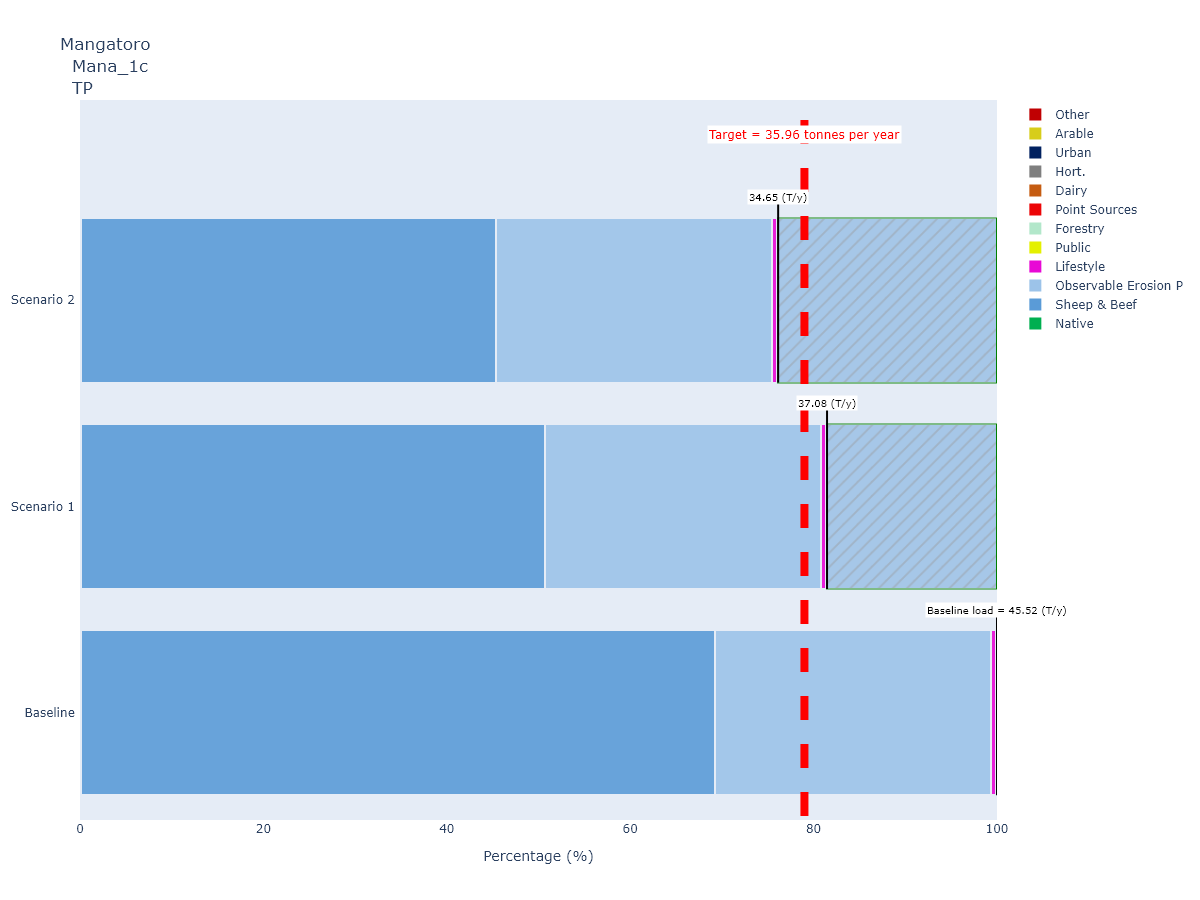 Mangatoro
Mana_1c
TP
Target = 35.96 tonnes per year
34.65 (T/y)
Scenario 2
37.08 (T/y)
Scenario 1
Baseline load = 45.52 (T/y)
Baseline
0 20 40 60 80 100
Percentage (%)
Other
Arable
Urban
Hort.
Dairy
Point Sources
Forestry
Public
Lifestyle
Observable Erosion P
Sheep & Beef
Native